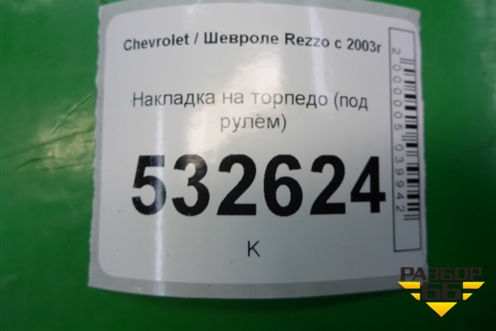 Chevrolet / Шевроле Rezzo с 2003г
Накладка на торпедо (под
рулём)
532624
К
2000005039942
РАЗБОР
66